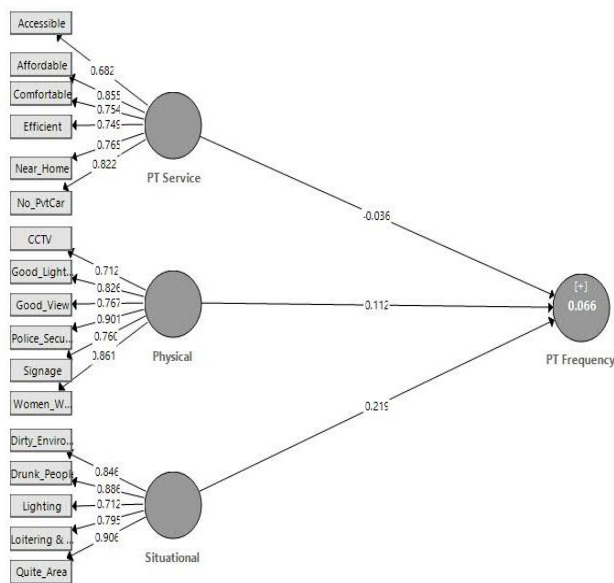 Accessible
0.682
Affordable
0.855
Comfortable
0.754
Efficient
0.749
Near_Home
0.765
No_PvtCar
0.822
PT Service
-0.036
CCTV
0.712
Good_Light...
0.826
Good_View
0.767
Police_Secu...
0.901
Signage
0.760
Women_W...
0.861
Physical
0.112
[+]
0.066
PT Frequency
Dirty_Enviro...
0.846
Drunk_People
0.886
Lighting
0.712
Loitering & ...
0.795
Quite_Area
0.906
Situational
0.219